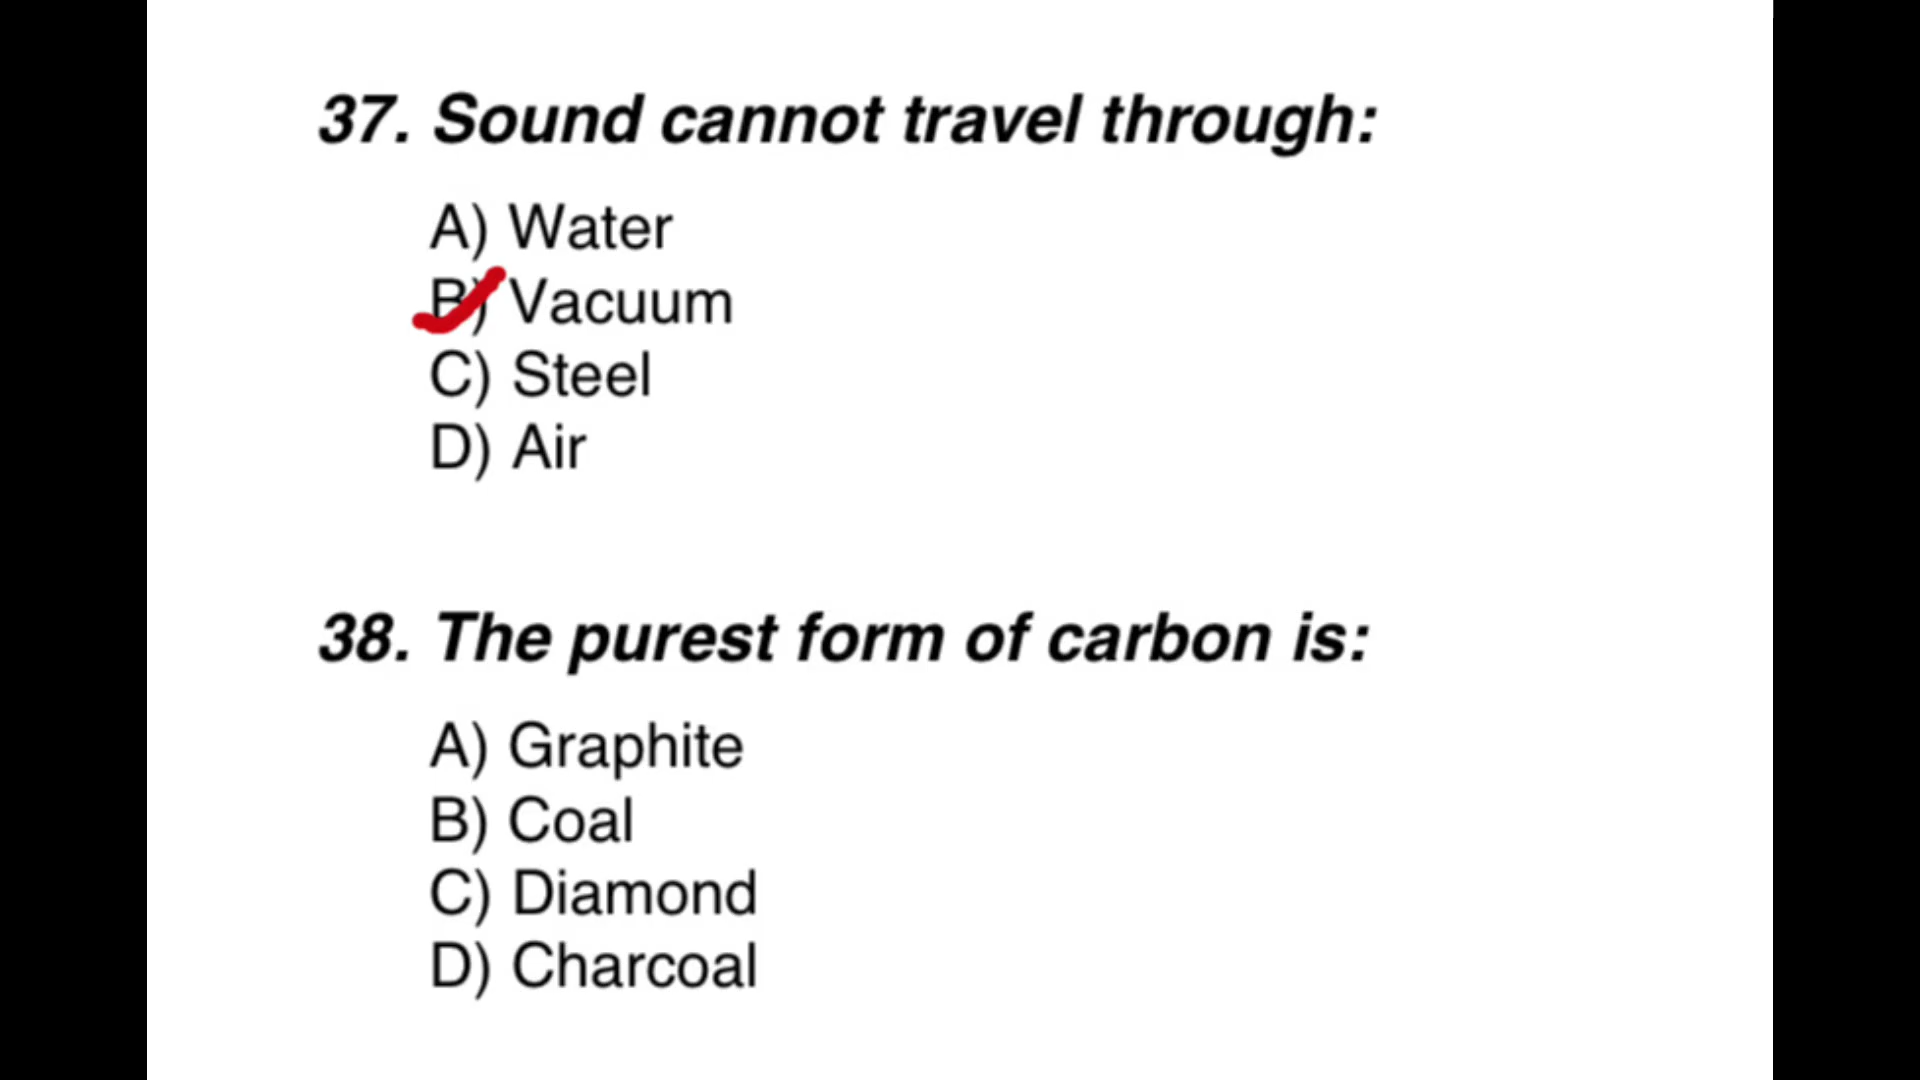 37. Sound cannot travel through:
A) Water
B) Vacuum
C) Steel
D) Air
38. The purest form of carbon is:
A) Graphite
B) Coal
C) Diamond
D) Charcoal